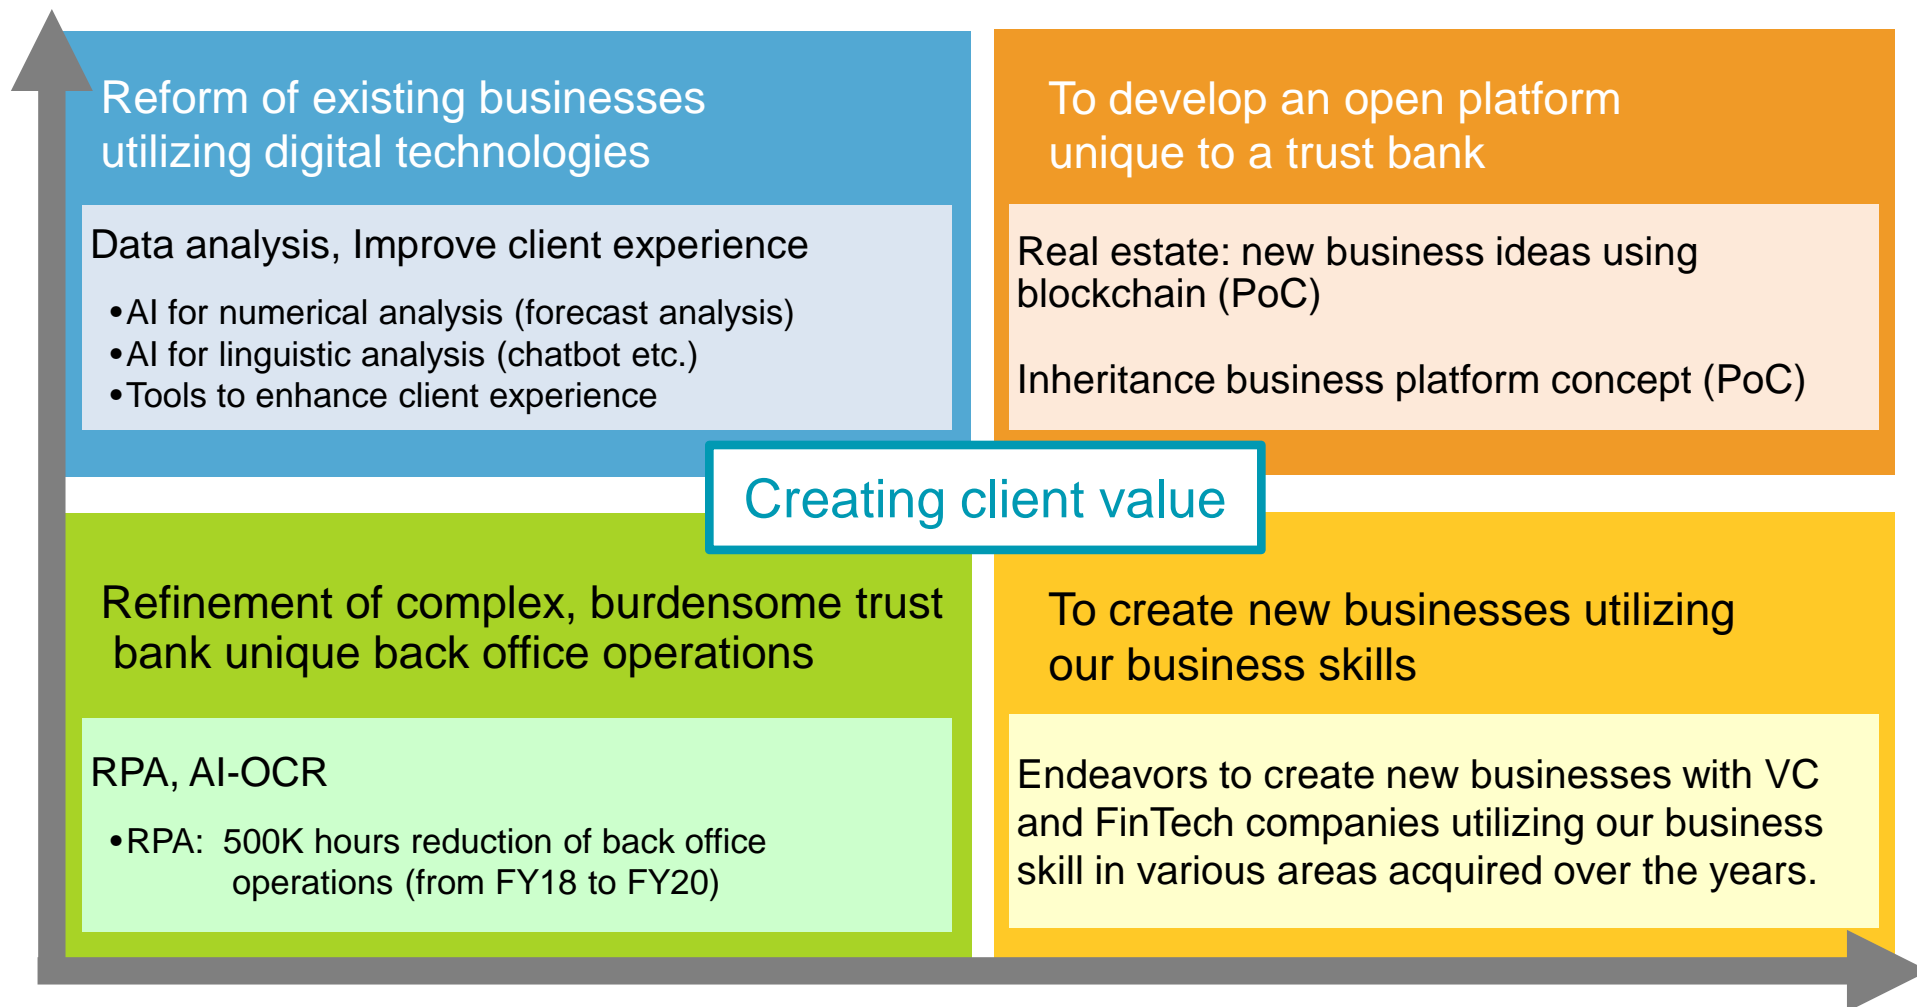 Reform of existing businesses
utilizing digital technologies
Data analysis, Improve client experience
•AI for numerical analysis (forecast analysis)
•AI for linguistic analysis (chatbot etc.)
•Tools to enhance client experience
To develop an open platform
unique to a trust bank
Real estate: new business ideas using
blockchain (PoC)
Inheritance business platform concept (PoC)
Creating client value
Refinement of complex, burdensome trust
bank unique back office operations
RPA, AI-OCR
•RPA: 500K hours reduction of back office
operations (from FY18 to FY20)
To create new businesses utilizing
our business skills
Endeavors to create new businesses with VC
and FinTech companies utilizing our business
skill in various areas acquired over the years.